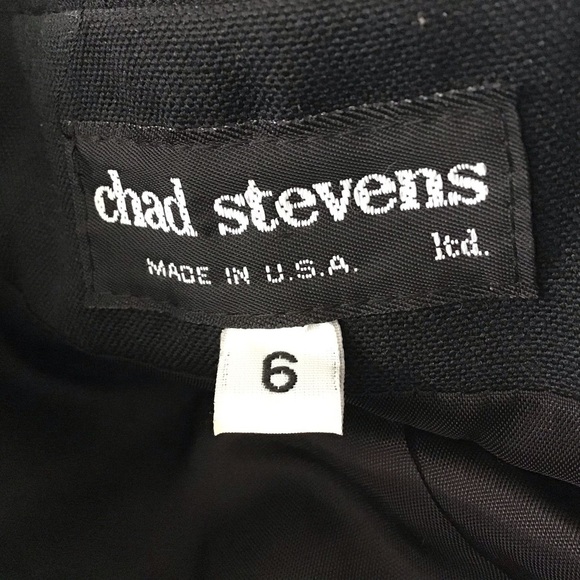 chad stevens
ltd.
MADE IN U.S.A.
6